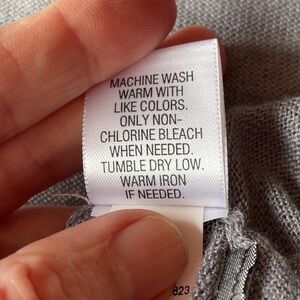 MACHINE WASH
WARM WITH
LIKE COLORS.
ONLY NON-
CHLORINE BLEACH
WHEN NEEDED.
TUMBLE DRY LOW.
WARM IRON
IF NEEDED.
823